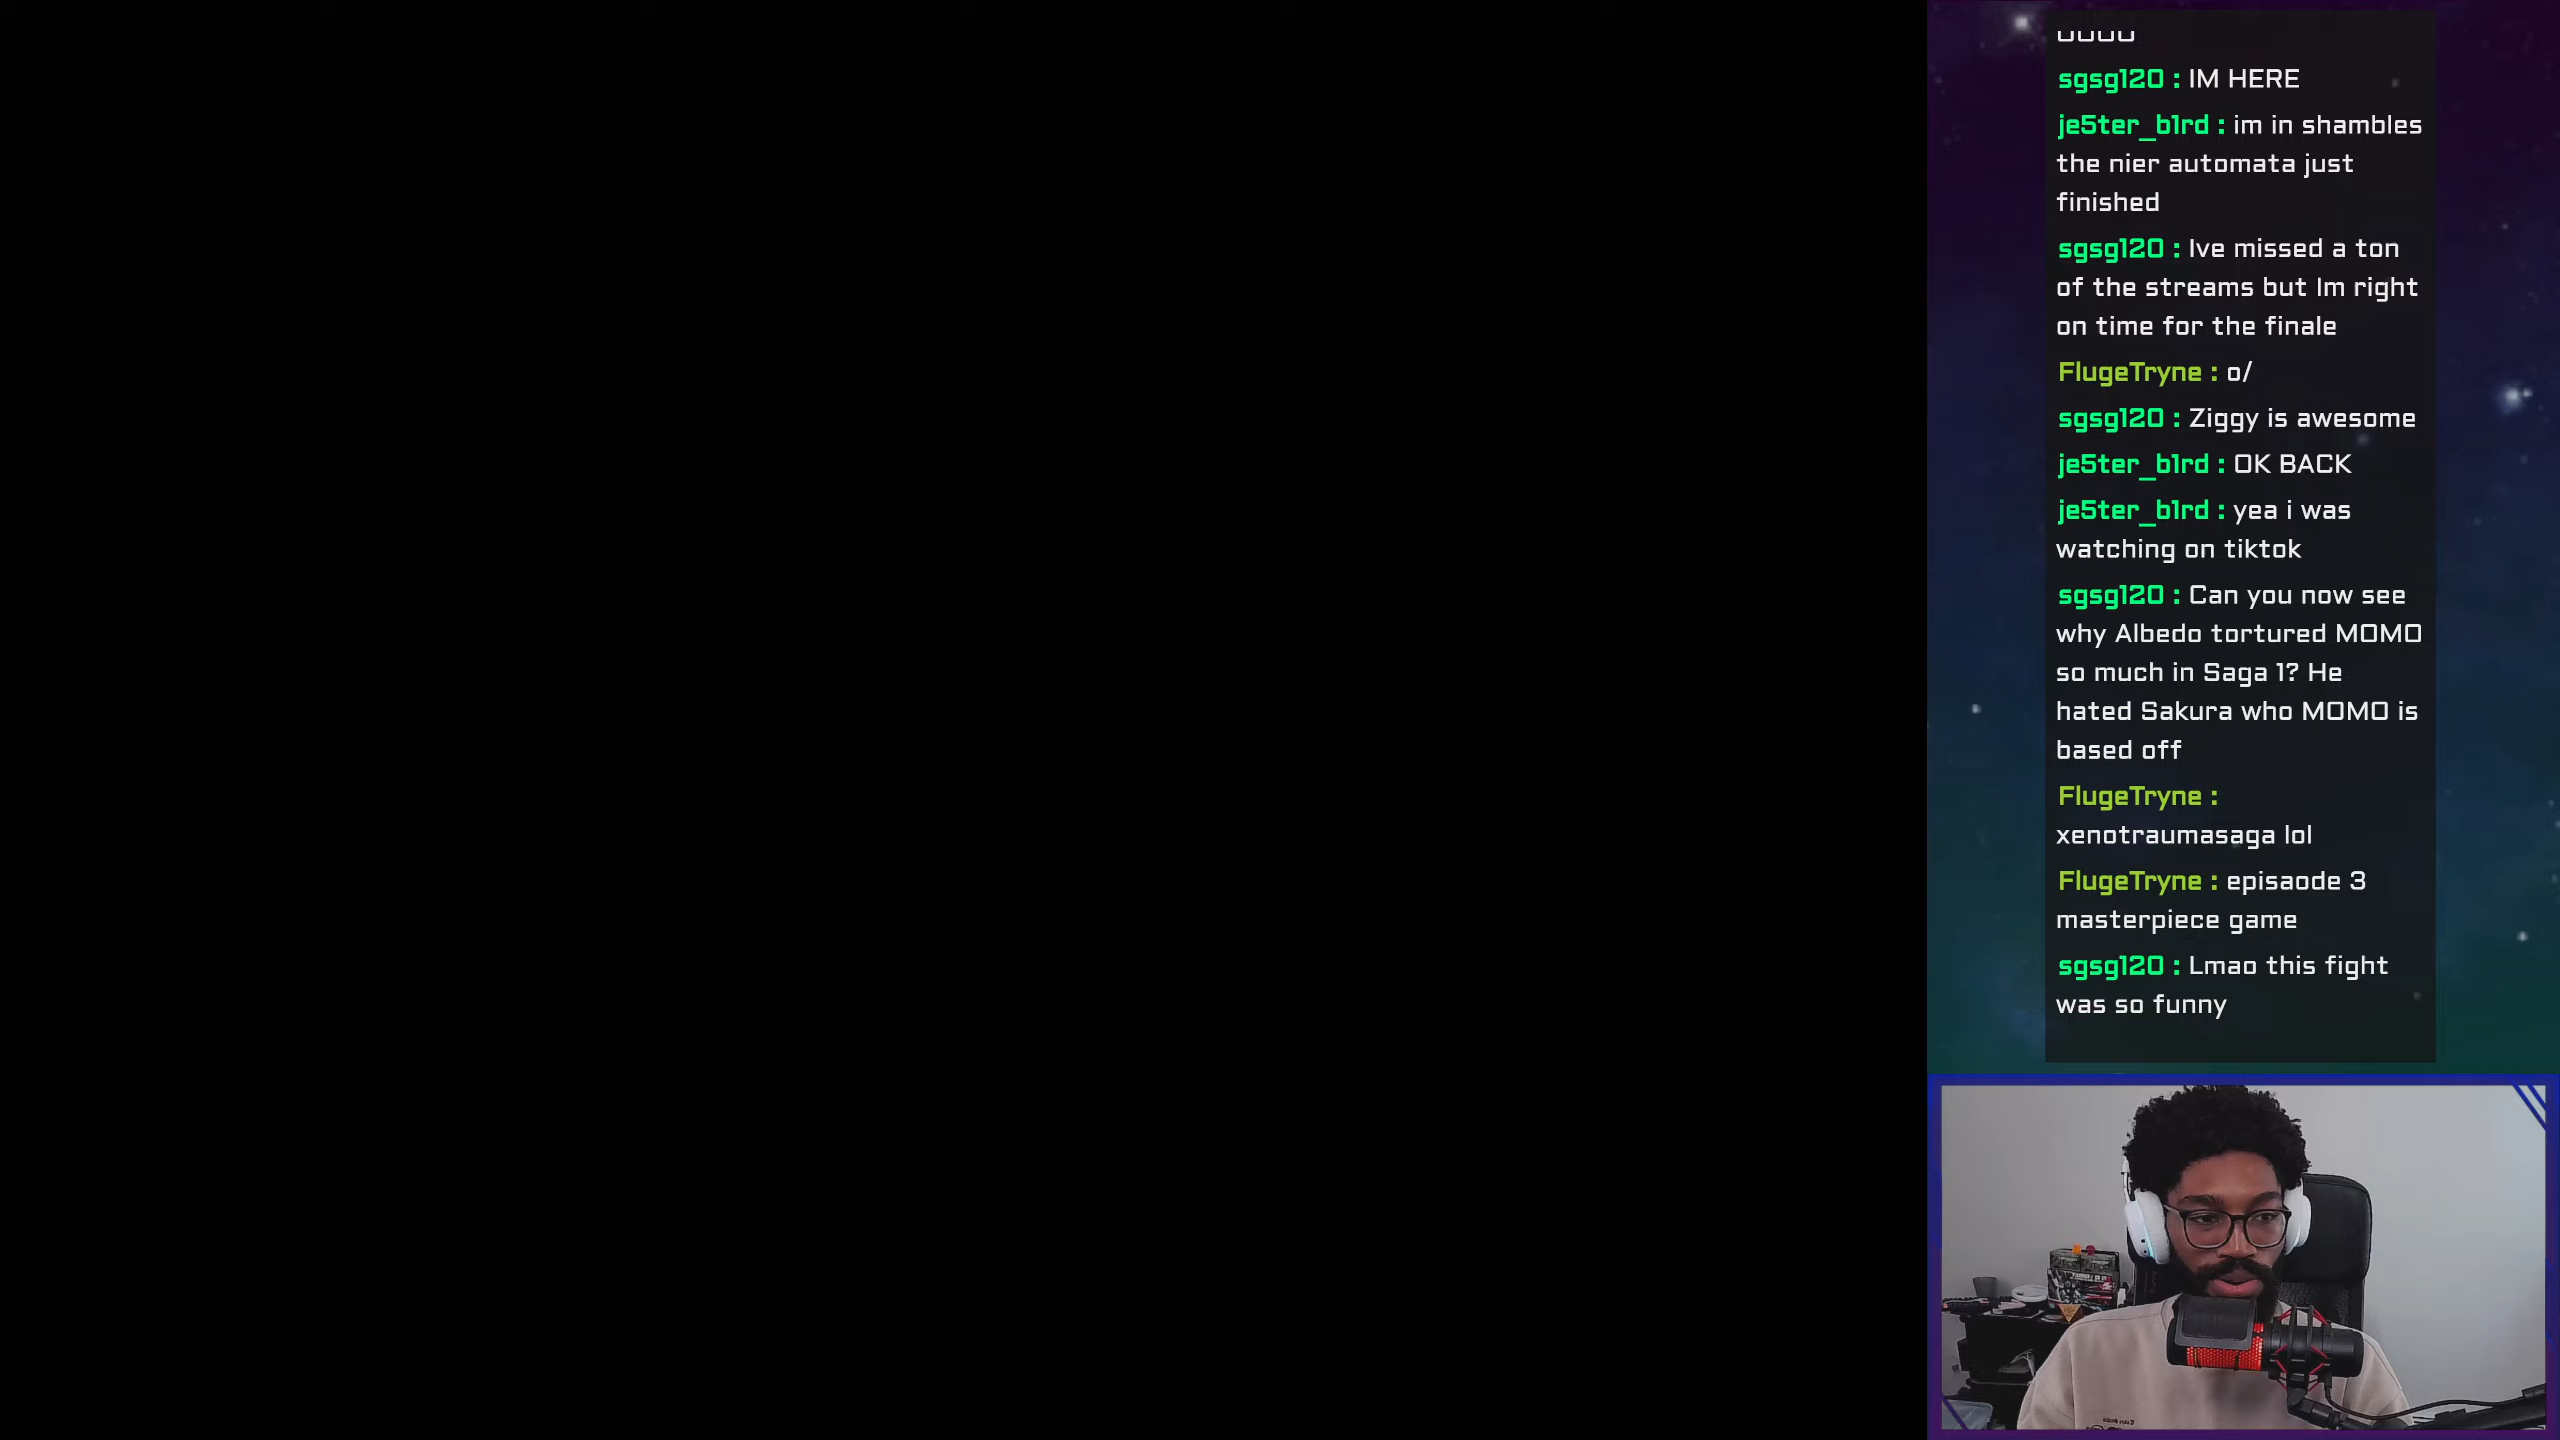 sgsg120 : IM HERE
je5ter_b1rd : im in shambles
the nier automata just
finished
sgsg120 : Ive missed a ton
of the streams but Im right
on time for the finale
FlugeTryne : o/
sgsg120 : Ziggy is awesome
je5ter_b1rd : OK BACK
je5ter_b1rd : yea i was
watching on tiktok
sgsg120 : Can you now see
why Albedo tortured MOMO
so much in Saga 1? He
hated Sakura who MOMO is
based off
FlugeTryne :
xenotraumasaga lol
FlugeTryne : episaode 3
masterpiece game
sgsg120 : Lmao this fight
was so funny